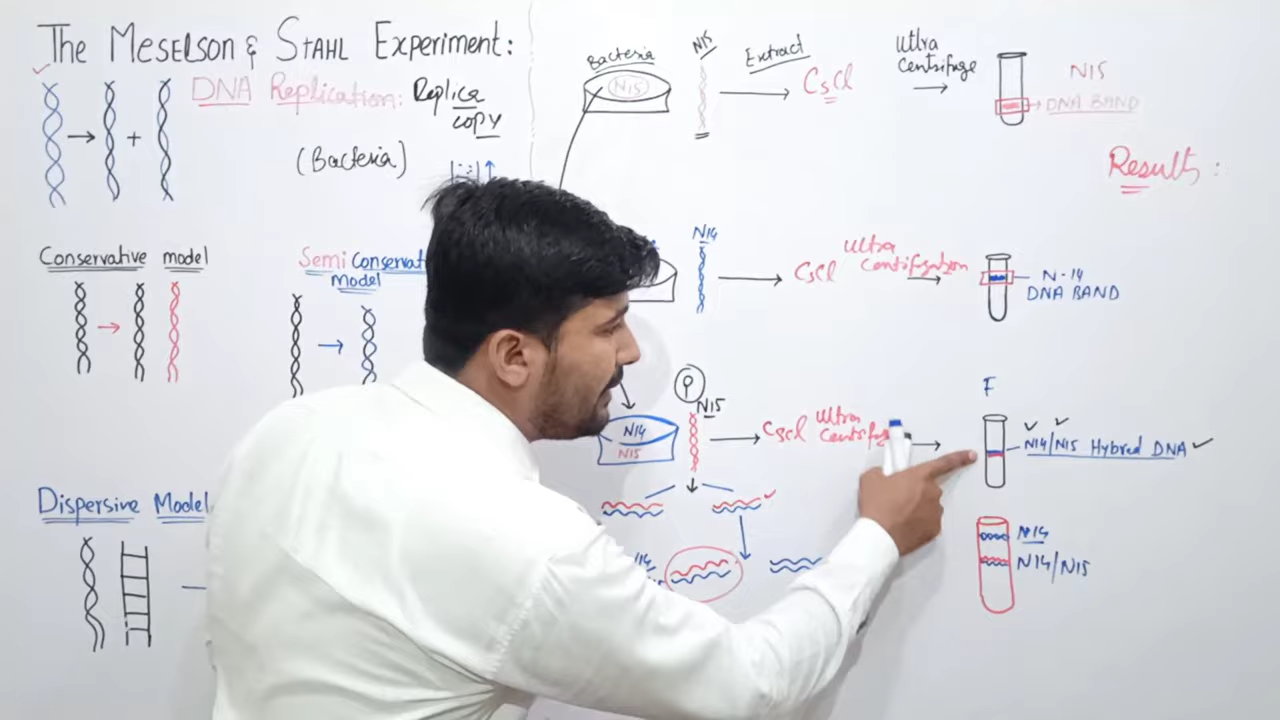 The Meselson & Stahl Experiment:
DNA Replication: Replica
copy
(Bacteria)
Conservative model
Semi Conservat
Model
Dispersive Model
Bacteria
N15
N15
Extract
CsCl
Ultra
Centrifuge
N15
DNA BAND
Result:
N14
CsCl
Ultra
Centrifugation
N-14
DNA BAND
P
N15
N14
N15
CsCl Ultra
F
N14/N15 Hybred DNA
N14
N14/N15